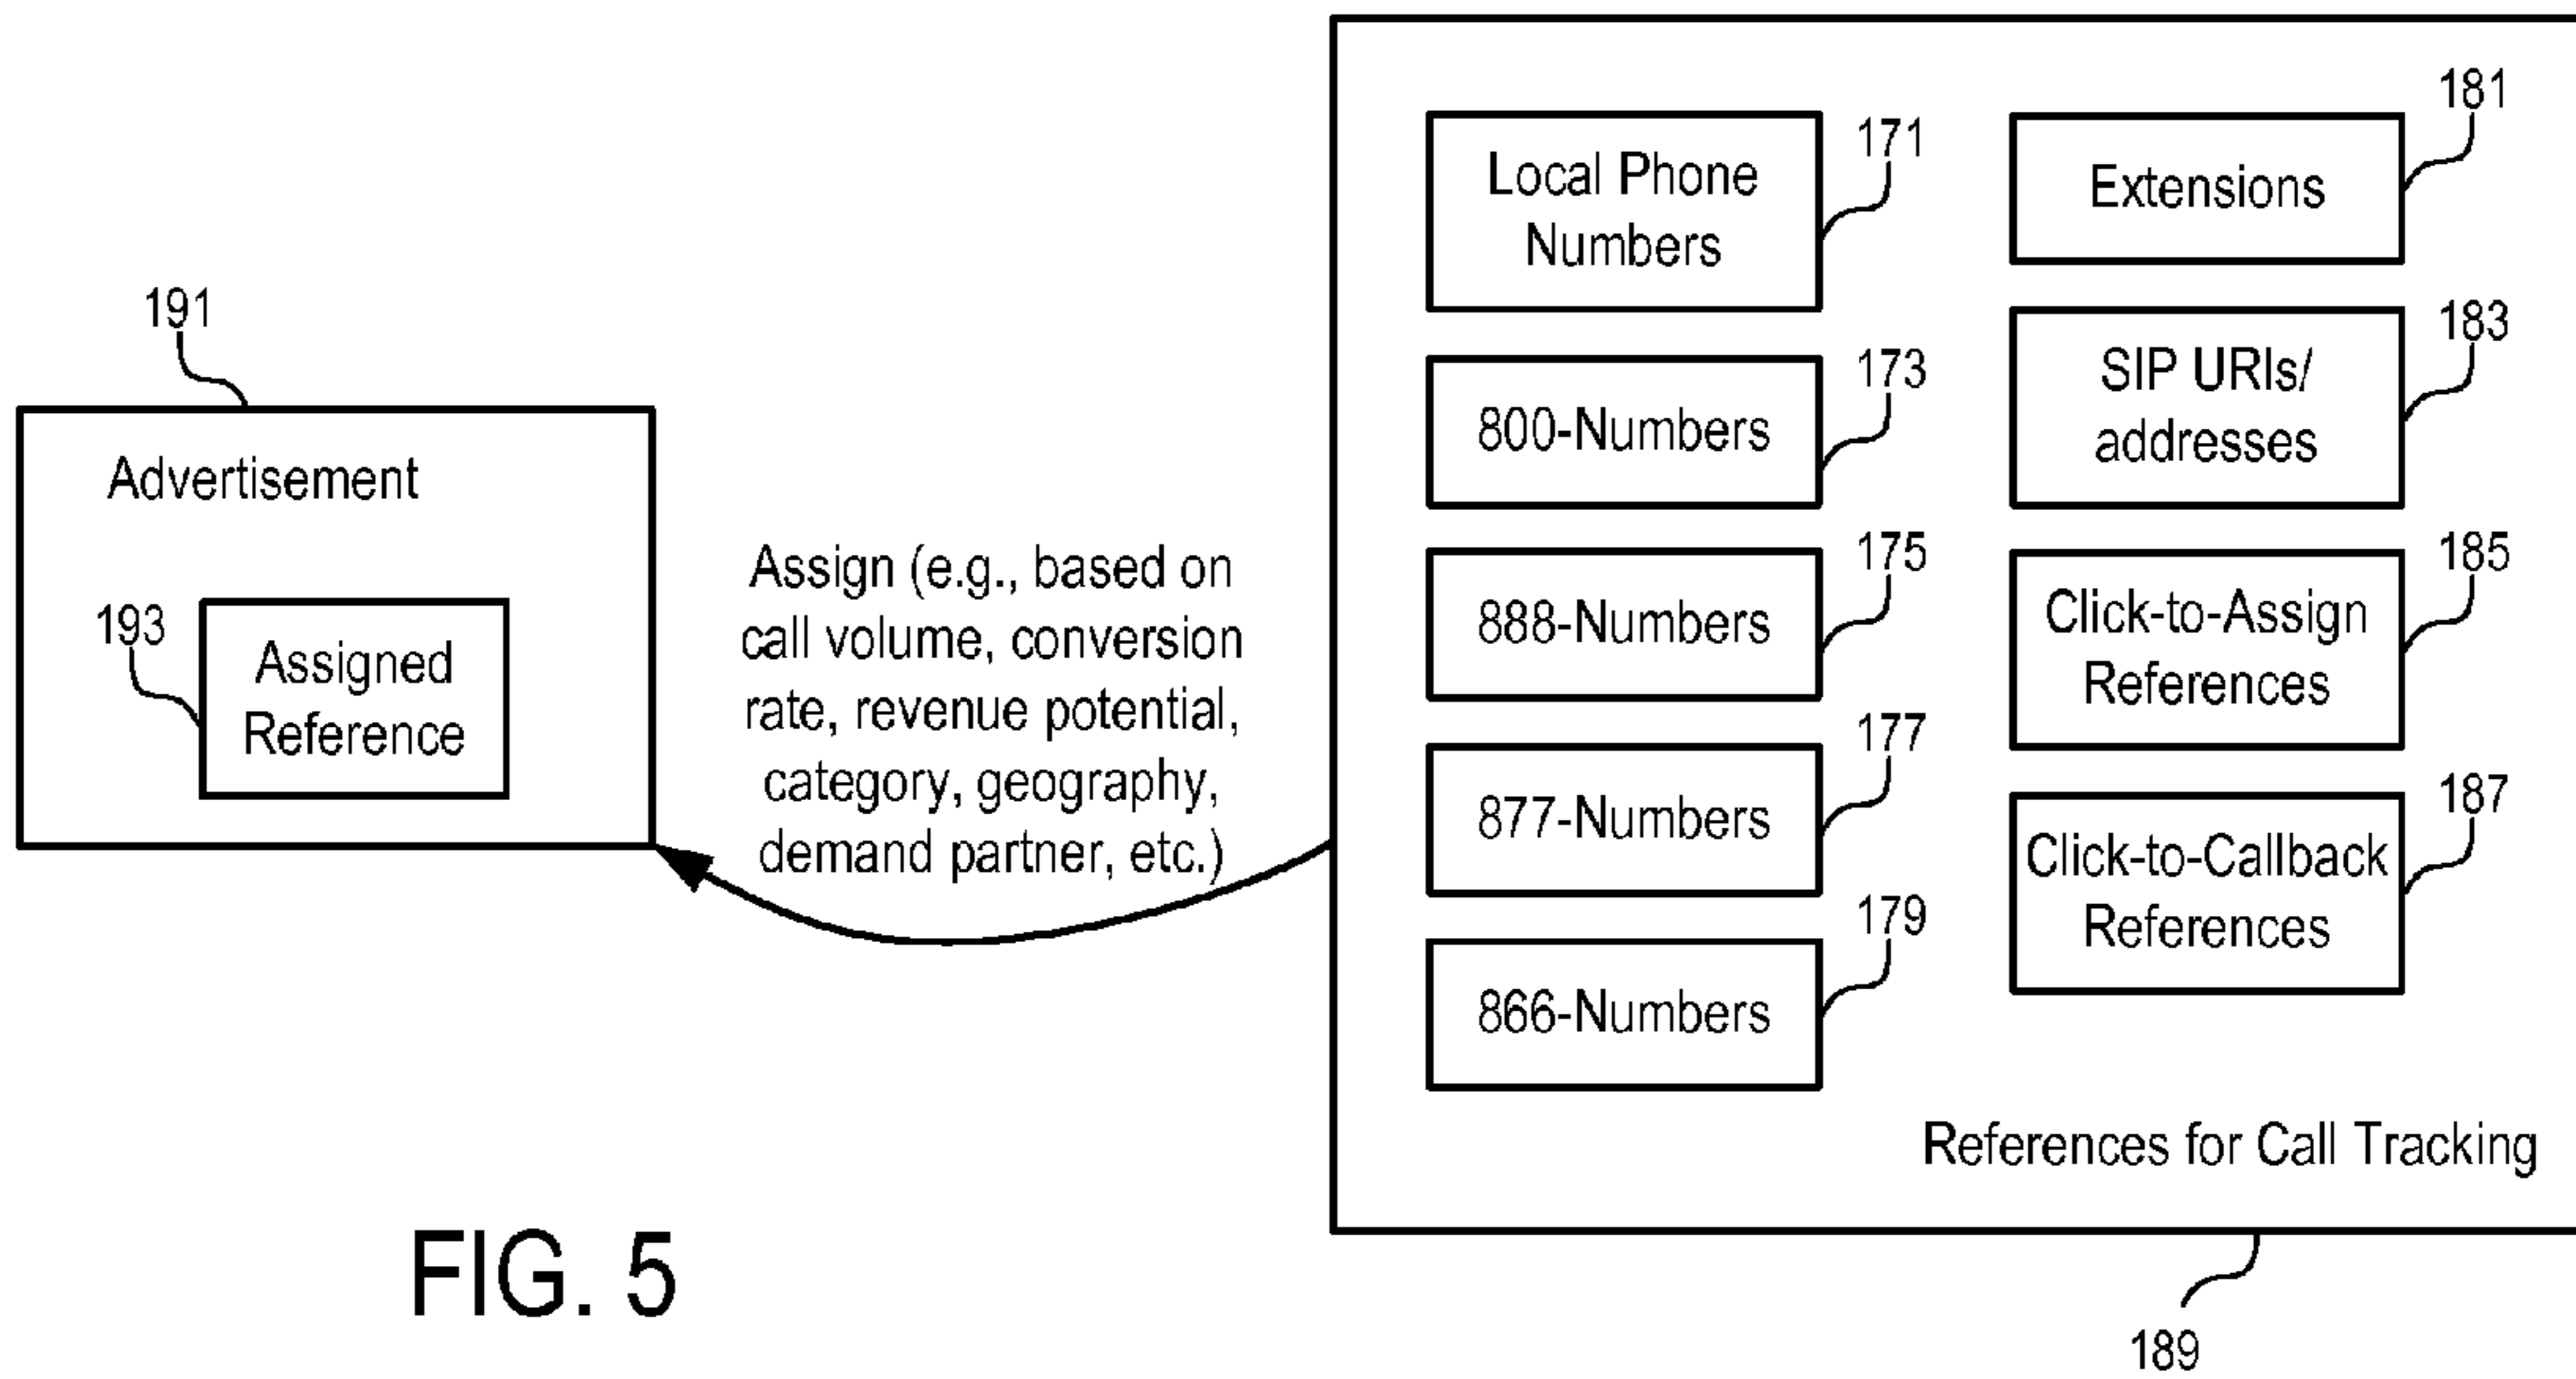 191
Advertisement
193
Assigned
Reference
Assign (e.g., based on
call volume, conversion
rate, revenue potential,
category, geography,
demand partner, etc.)
Local Phone
Numbers
171
800-Numbers
173
888-Numbers
175
877-Numbers
177
866-Numbers
179
Extensions
181
SIP URIs/
addresses
183
Click-to-Assign
References
185
Click-to-Callback
References
187
References for Call Tracking
189
FIG. 5